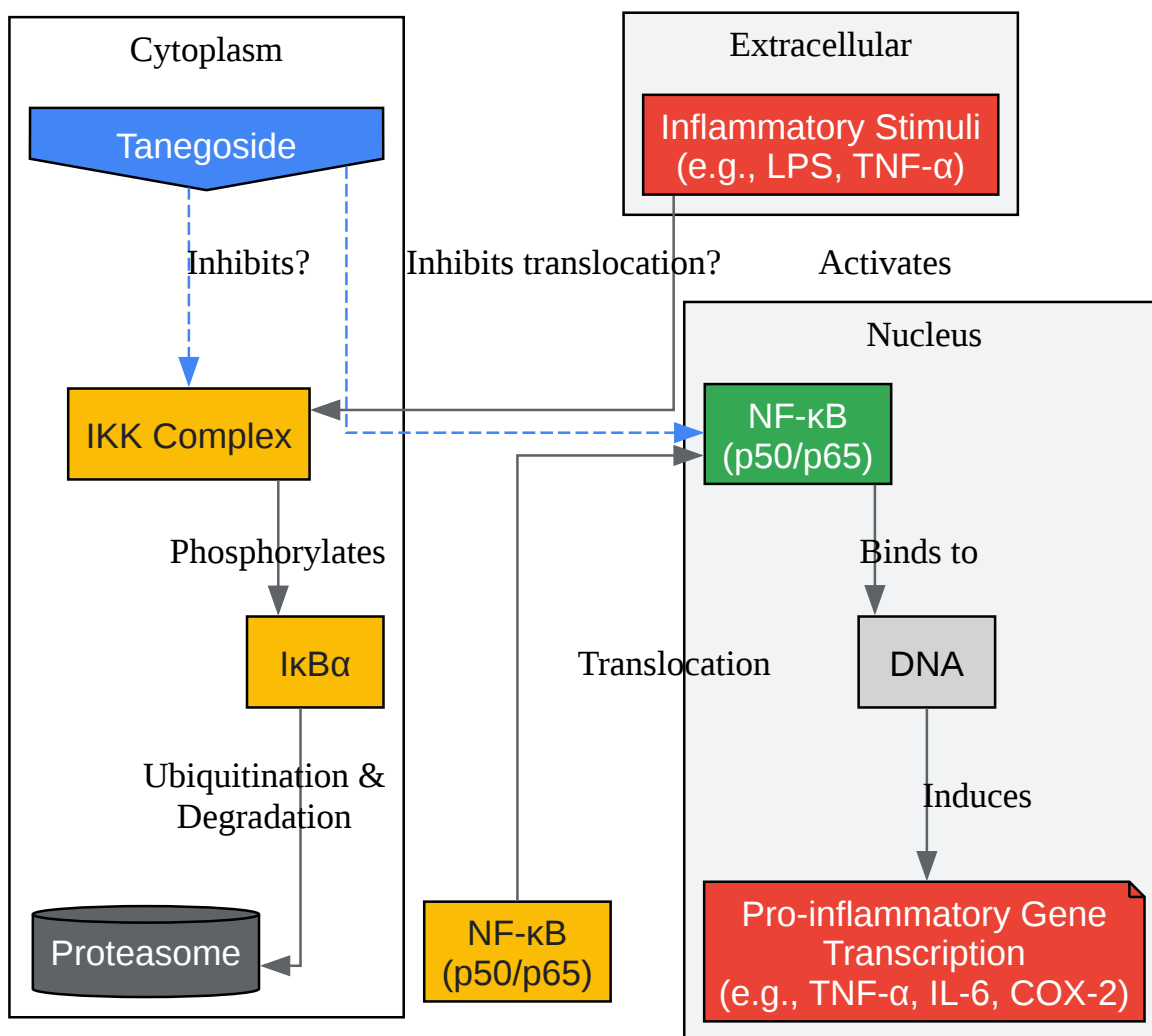 Cytoplasm
Extracellular
Tanegoside
Inflammatory Stimuli
(e.g., LPS, TNF-α)
Inhibits?
Inhibits translocation?
Activates
Nucleus
IKK Complex
NF-κB
(p50/p65)
Phosphorylates
Binds to
IκBα
Translocation
DNA
Ubiquitination &
Degradation
Induces
Proteasome
NF-κB
(p50/p65)
Pro-inflammatory Gene
Transcription
(e.g., TNF-α, IL-6, COX-2)